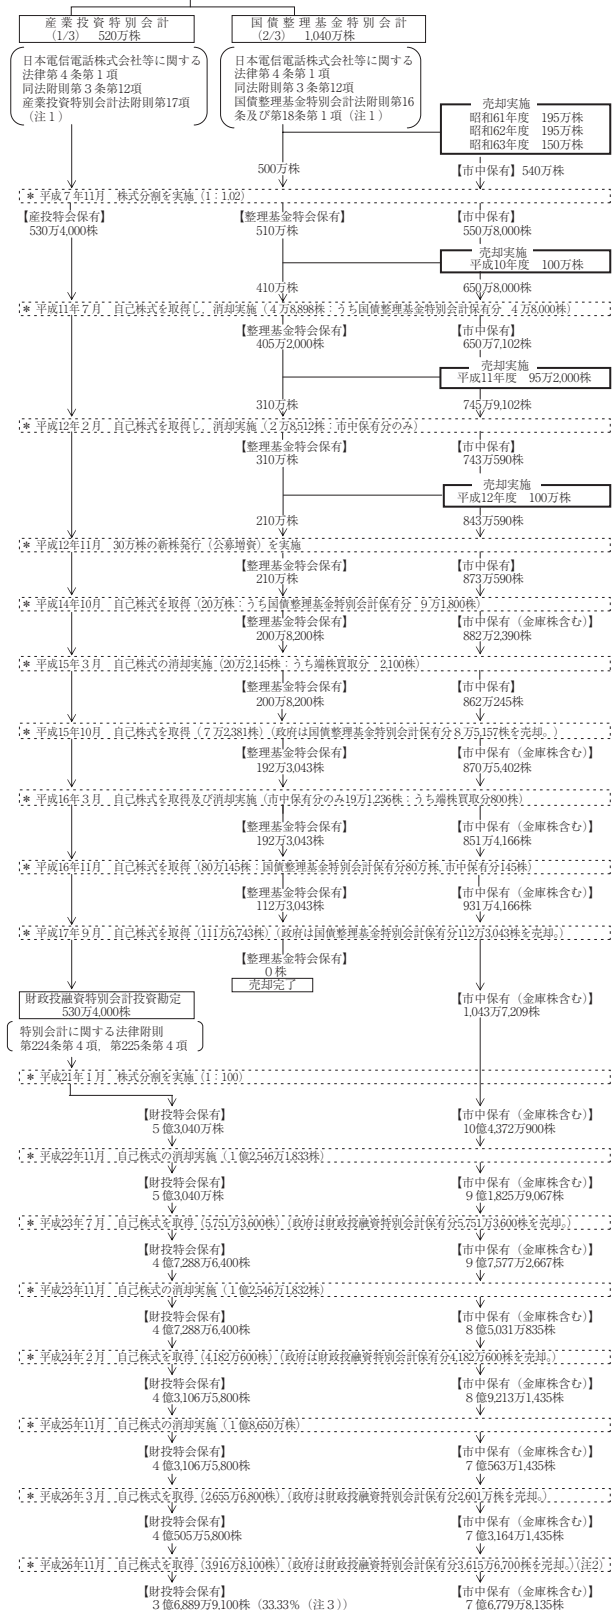 産業投資特別会計
(1/3) 520万株
国債整理基金特別会計
(2/3) 1,040万株
日本電信電話株式会社等に関する
法律第４条第１項
同法附則第３条第12項
産業投資特別会計法附則第17項
（注１）
日本電信電話株式会社等に関する
法律第４条第１項
同法附則第３条第12項
国債整理基金特別会計法附則第16
条及び第18条第１項（注１）
売却実施
昭和61年度 195万株
昭和62年度 195万株
昭和63年度 150万株
500万株
【市中保有】540万株
＊ 平成７年11月 株式分割を実施（1：1.02）
【産投特会保有】
530万4,000株
【整理基金保有】
510万株
【市中保有】
550万8,000株
売却実施
平成10年度 100万株
410万株
650万8,000株
＊ 平成11年７月 自己株式を取得し、消却実施（４万8,898株：うち国債整理基金特別会計保有分 ４万8,000株）
【整理基金保有】
405万2,000株
【市中保有】
650万7,102株
売却実施
平成11年度 95万2,000株
310万株
745万9,102株
＊ 平成12年２月 自己株式を取得し、消却実施（２万8,512株：市中保有分のみ）
【整理基金保有】
310万株
【市中保有】
743万590株
売却実施
平成12年度 100万株
210万株
843万590株
＊ 平成12年11月 30万株の新株発行（公募増資）を実施
【整理基金保有】
210万株
【市中保有】
873万590株
＊ 平成14年10月 自己株式を取得（20万株：うち国債整理基金特別会計保有分 ９万1,800株）
【整理基金保有】
200万8,200株
【市中保有（金庫株含む）】
882万2,390株
＊ 平成15年３月 自己株式の消却実施（20万2,145株：うち端株買取分 2,100株）
【整理基金保有】
200万8,200株
【市中保有】
862万245株
＊ 平成15年10月 自己株式を取得（７万2,381株）（政府は国債整理基金特別会計保有分８万5,157株を売却。）
【整理基金保有】
192万3,043株
【市中保有（金庫株含む）】
870万5,402株
＊ 平成16年３月 自己株式を取得及び消却実施（市中保有分のみ19万1,236株：うち端株買取分800株）
【整理基金保有】
192万3,043株
【市中保有（金庫株含む）】
851万4,166株
＊ 平成16年11月 自己株式を取得（80万145株：国債整理基金特別会計保有分80万株、市中保有分145株）
【整理基金保有】
112万3,043株
【市中保有（金庫株含む）】
931万4,166株
＊ 平成17年９月 自己株式を取得（111万6,743株）（政府は国債整理基金特別会計保有分112万3,043株を売却。）
【整理基金保有】
０株
売却完了
財政投融資特別会計投資勘定
530万4,000株
【市中保有（金庫株含む）】
1,043万7,209株
特別会計に関する法律附則
第224条第４項、第225条第４項
＊ 平成21年１月 株式分割を実施（1：100）
【財投特会保有】
５億3,040万株
【市中保有（金庫株含む）】
10億4,372万900株
＊ 平成22年11月 自己株式の消却実施（１億2,546万1,833株）
【財投特会保有】
５億3,040万株
【市中保有（金庫株含む）】
９億1,825万9,067株
＊ 平成23年７月 自己株式を取得（5,751万3,600株）（政府は財政投融資特別会計保有分5,751万3,600株を売却。）
【財投特会保有】
４億7,288万6,400株
【市中保有（金庫株含む）】
９億7,577万2,667株
＊ 平成23年11月 自己株式の消却実施（１億2,546万1,832株）
【財投特会保有】
４億7,288万6,400株
【市中保有（金庫株含む）】
８億5,031万835株
＊ 平成24年２月 自己株式を取得（4,182万600株）（政府は財政投融資特別会計保有分4,182万600株を売却。）
【財投特会保有】
４億3,106万5,800株
【市中保有（金庫株含む）】
８億9,213万1,435株
＊ 平成25年11月 自己株式の消却実施（１億8,650万株）
【財投特会保有】
４億3,106万5,800株
【市中保有（金庫株含む）】
７億563万1,435株
＊ 平成26年３月 自己株式を取得（2,655万6,800株）（政府は財政投融資特別会計保有分2,601万株を売却。）
【財投特会保有】
４億505万5,800株
【市中保有（金庫株含む）】
７億3,164万1,435株
＊ 平成26年11月 自己株式を取得（3,916万8,100株）（政府は財政投融資特別会計保有分3,615万6,700株を売却。）（注２）
【財投特会保有】
３億6,889万9,100株（33.33％（注３））
【市中保有（金庫株含む）】
７億6,779万8,135株